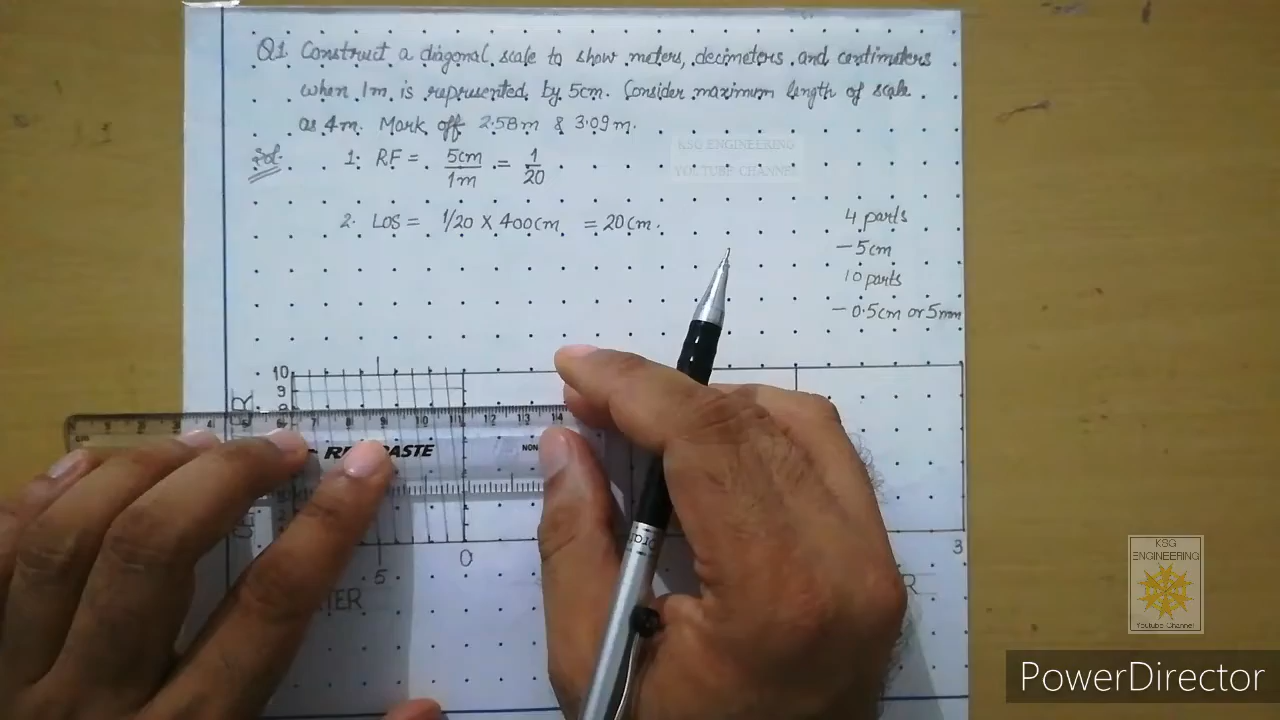 Q1 Construct a diagonal scale to show meters, decimeters and centimeters
when 1m is represented by 5cm. Consider maximum length of scale
as 4m. Mark off 2.58m & 3.09m.
KSG ENGINEERING
YOUTUBE CHANNEL
Sol.
1. RF = 5cm/1m = 1/20
2. LOS = 1/20 X 400cm = 20cm.
4 parts
- 5cm
10 parts
- 0.5cm or 5mm
10
9
8
5
0
3
KSG
ENGINEERING
Youtube Channel
PowerDirector